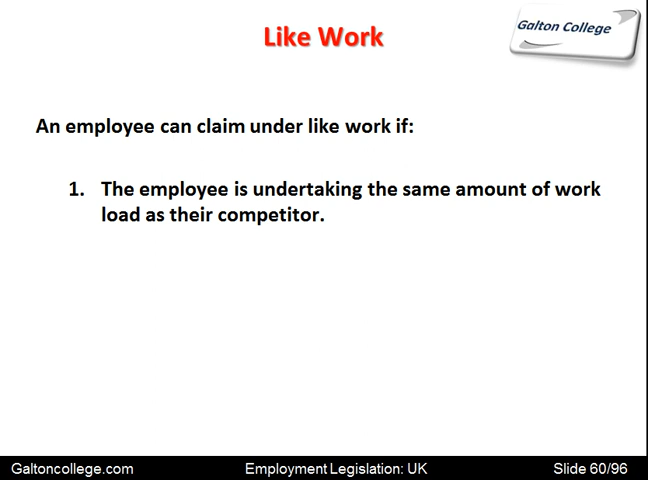 Like Work
Galton College
An employee can claim under like work if:
1. The employee is undertaking the same amount of work
load as their competitor.
Galtoncollege.com
Employment Legislation: UK
Slide 60/96